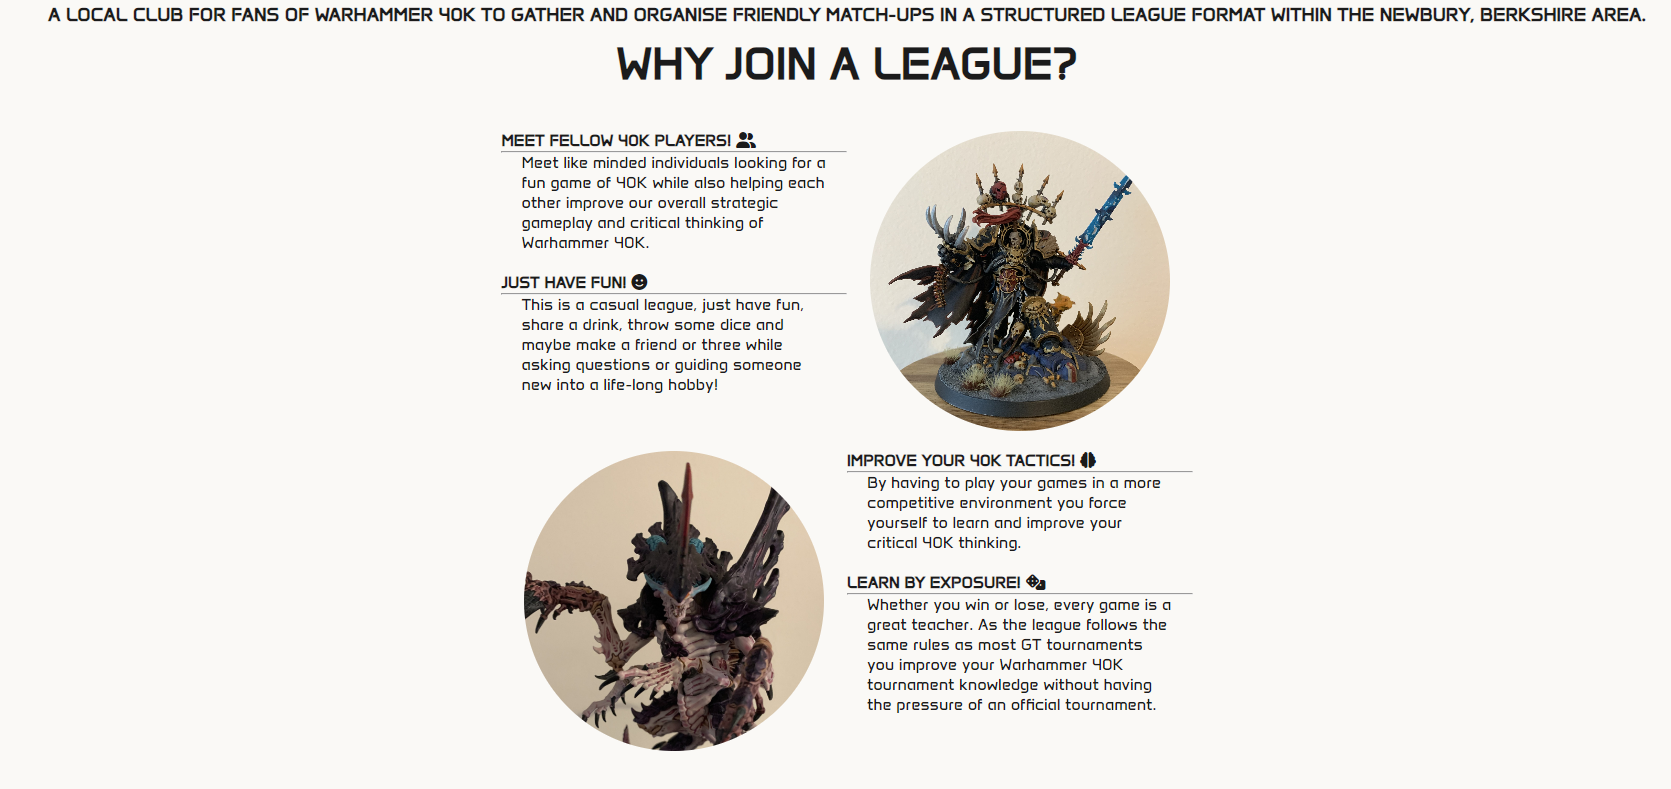 A LOCAL CLUB FOR FANS OF WARHAMMER 40K TO GATHER AND ORGANISE FRIENDLY MATCH-UPS IN A STRUCTURED LEAGUE FORMAT WITHIN THE NEWBURY, BERKSHIRE AREA.
WHY JOIN A LEAGUE?
MEET FELLOW 40K PLAYERS!
Meet like minded individuals looking for a
fun game of 40K while also helping each
other improve our overall strategic
gameplay and critical thinking of
Warhammer 40K.
JUST HAVE FUN!
This is a casual league, just have fun,
share a drink, throw some dice and
maybe make a friend or three while
asking questions or guiding someone
new into a life-long hobby!
IMPROVE YOUR 40K TACTICS!
By having to play your games in a more
competitive environment you force
yourself to learn and improve your
critical 40K thinking.
LEARN BY EXPOSURE!
Whether you win or lose, every game is a
great teacher. As the league follows the
same rules as most GT tournaments
you improve your Warhammer 40K
tournament knowledge without having
the pressure of an official tournament.